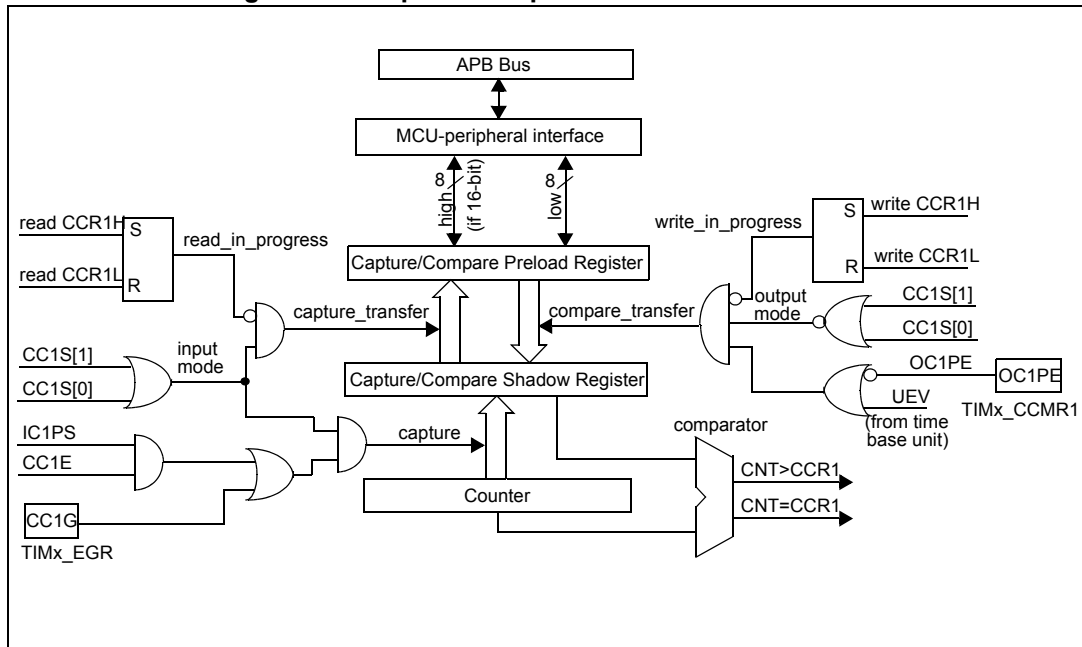 APB Bus
MCU-peripheral interface
8
high
(if 16-bit)
8
low
read CCR1H
S
read_in_progress
read CCR1L
R
write_in_progress
S
write CCR1H
R
write CCR1L
Capture/Compare Preload Register
capture_transfer
compare_transfer
output
mode
CC1S[1]
CC1S[0]
CC1S[1]
CC1S[0]
input
mode
Capture/Compare Shadow Register
OC1PE
OC1PE
UEV
(from time
base unit)
TIMx_CCMR1
IC1PS
CC1E
capture
comparator
Counter
CNT>CCR1
CNT=CCR1
CC1G
TIMx_EGR